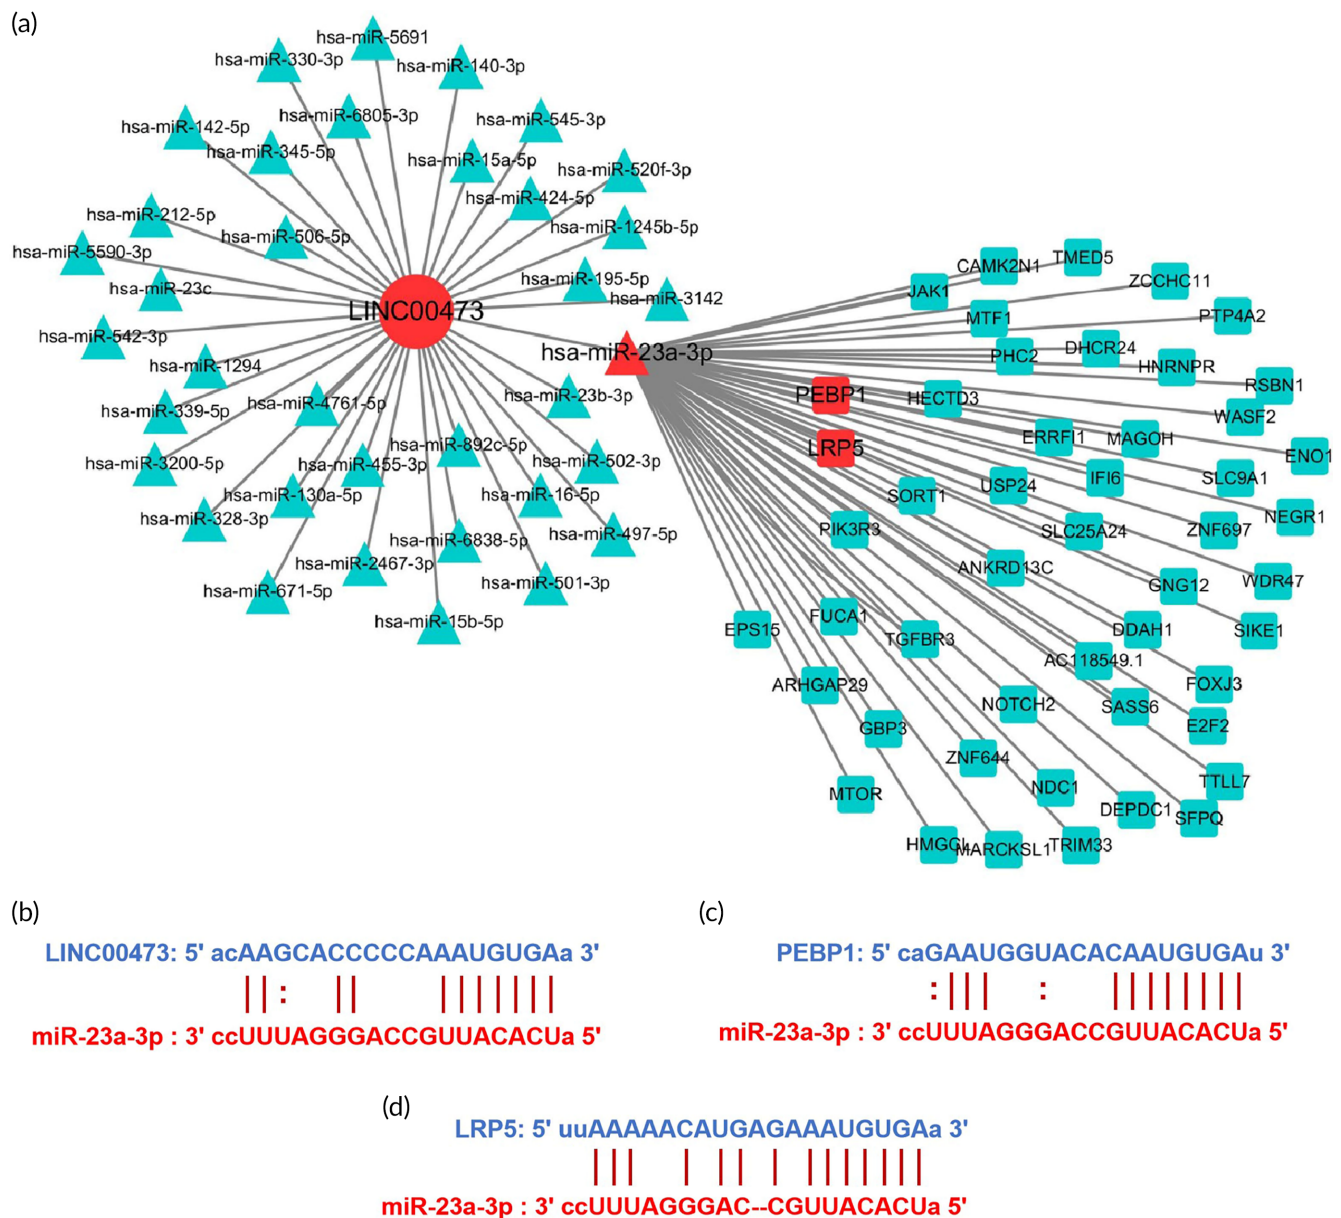 (a)
hsa-miR-5691
hsa-miR-330-3p
hsa-miR-140-3p
hsa-miR-6805-3p
hsa-miR-545-3p
hsa-miR-142-5p
hsa-miR-345-5p
hsa-miR-15a-5p
hsa-miR-520f-3p
hsa-miR-424-5p
hsa-miR-212-5p
hsa-miR-1245b-5p
hsa-miR-506-5p
hsa-miR-5590-3p
hsa-miR-195-5p
hsa-miR-23c
hsa-miR-3142
LINC00473
hsa-miR-542-3p
hsa-miR-23a-3p
hsa-miR-1294
hsa-miR-23b-3p
hsa-miR-4761-5p
hsa-miR-339-5p
hsa-miR-892c-5p
hsa-miR-3200-5p
hsa-miR-455-3p
hsa-miR-502-3p
hsa-miR-130a-5p
hsa-miR-16-5p
hsa-miR-328-3p
hsa-miR-497-5p
hsa-miR-6838-5p
hsa-miR-2467-3p
hsa-miR-501-3p
hsa-miR-671-5p
hsa-miR-15b-5p
TMED5
CAMK2N1
ZCCHC11
JAK1
PTP4A2
MTF1
DHCR24
PHC2
HNRNPR
RSBN1
PEBP1
HECTD3
WASF2
ERRFI1
MAGOH
LRP5
ENO1
IFI6
SLC9A1
USP24
SORT1
NEGR1
PIK3R3
SLC25A24
ZNF697
ANKRD13C
GNG12
WDR47
FUCA1
EPS15
TGFBR3
DDAH1
SIKE1
AC118549.1
ARHGAP29
FOXJ3
NOTCH2
SASS6
GBP3
E2F2
ZNF644
TTLL7
NDC1
MTOR
DEPDC1
SFPQ
HMGCL
MARCKSL1
TRIM33
(b)
LINC00473: 5' acAAGCACCCCCAAAUGUGAa 3'
miR-23a-3p : 3' ccUUUAGGGACCGUUACACUa 5'
(c)
PEBP1: 5' caGAAUGGUACACAAUGUGAu 3'
miR-23a-3p : 3' ccUUUAGGGACCGUUACACUa 5'
(d)
LRP5: 5' uuAAAAACAUGAGAAAUGUGAa 3'
miR-23a-3p : 3' ccUUUAGGGAC--CGUUACACUa 5'